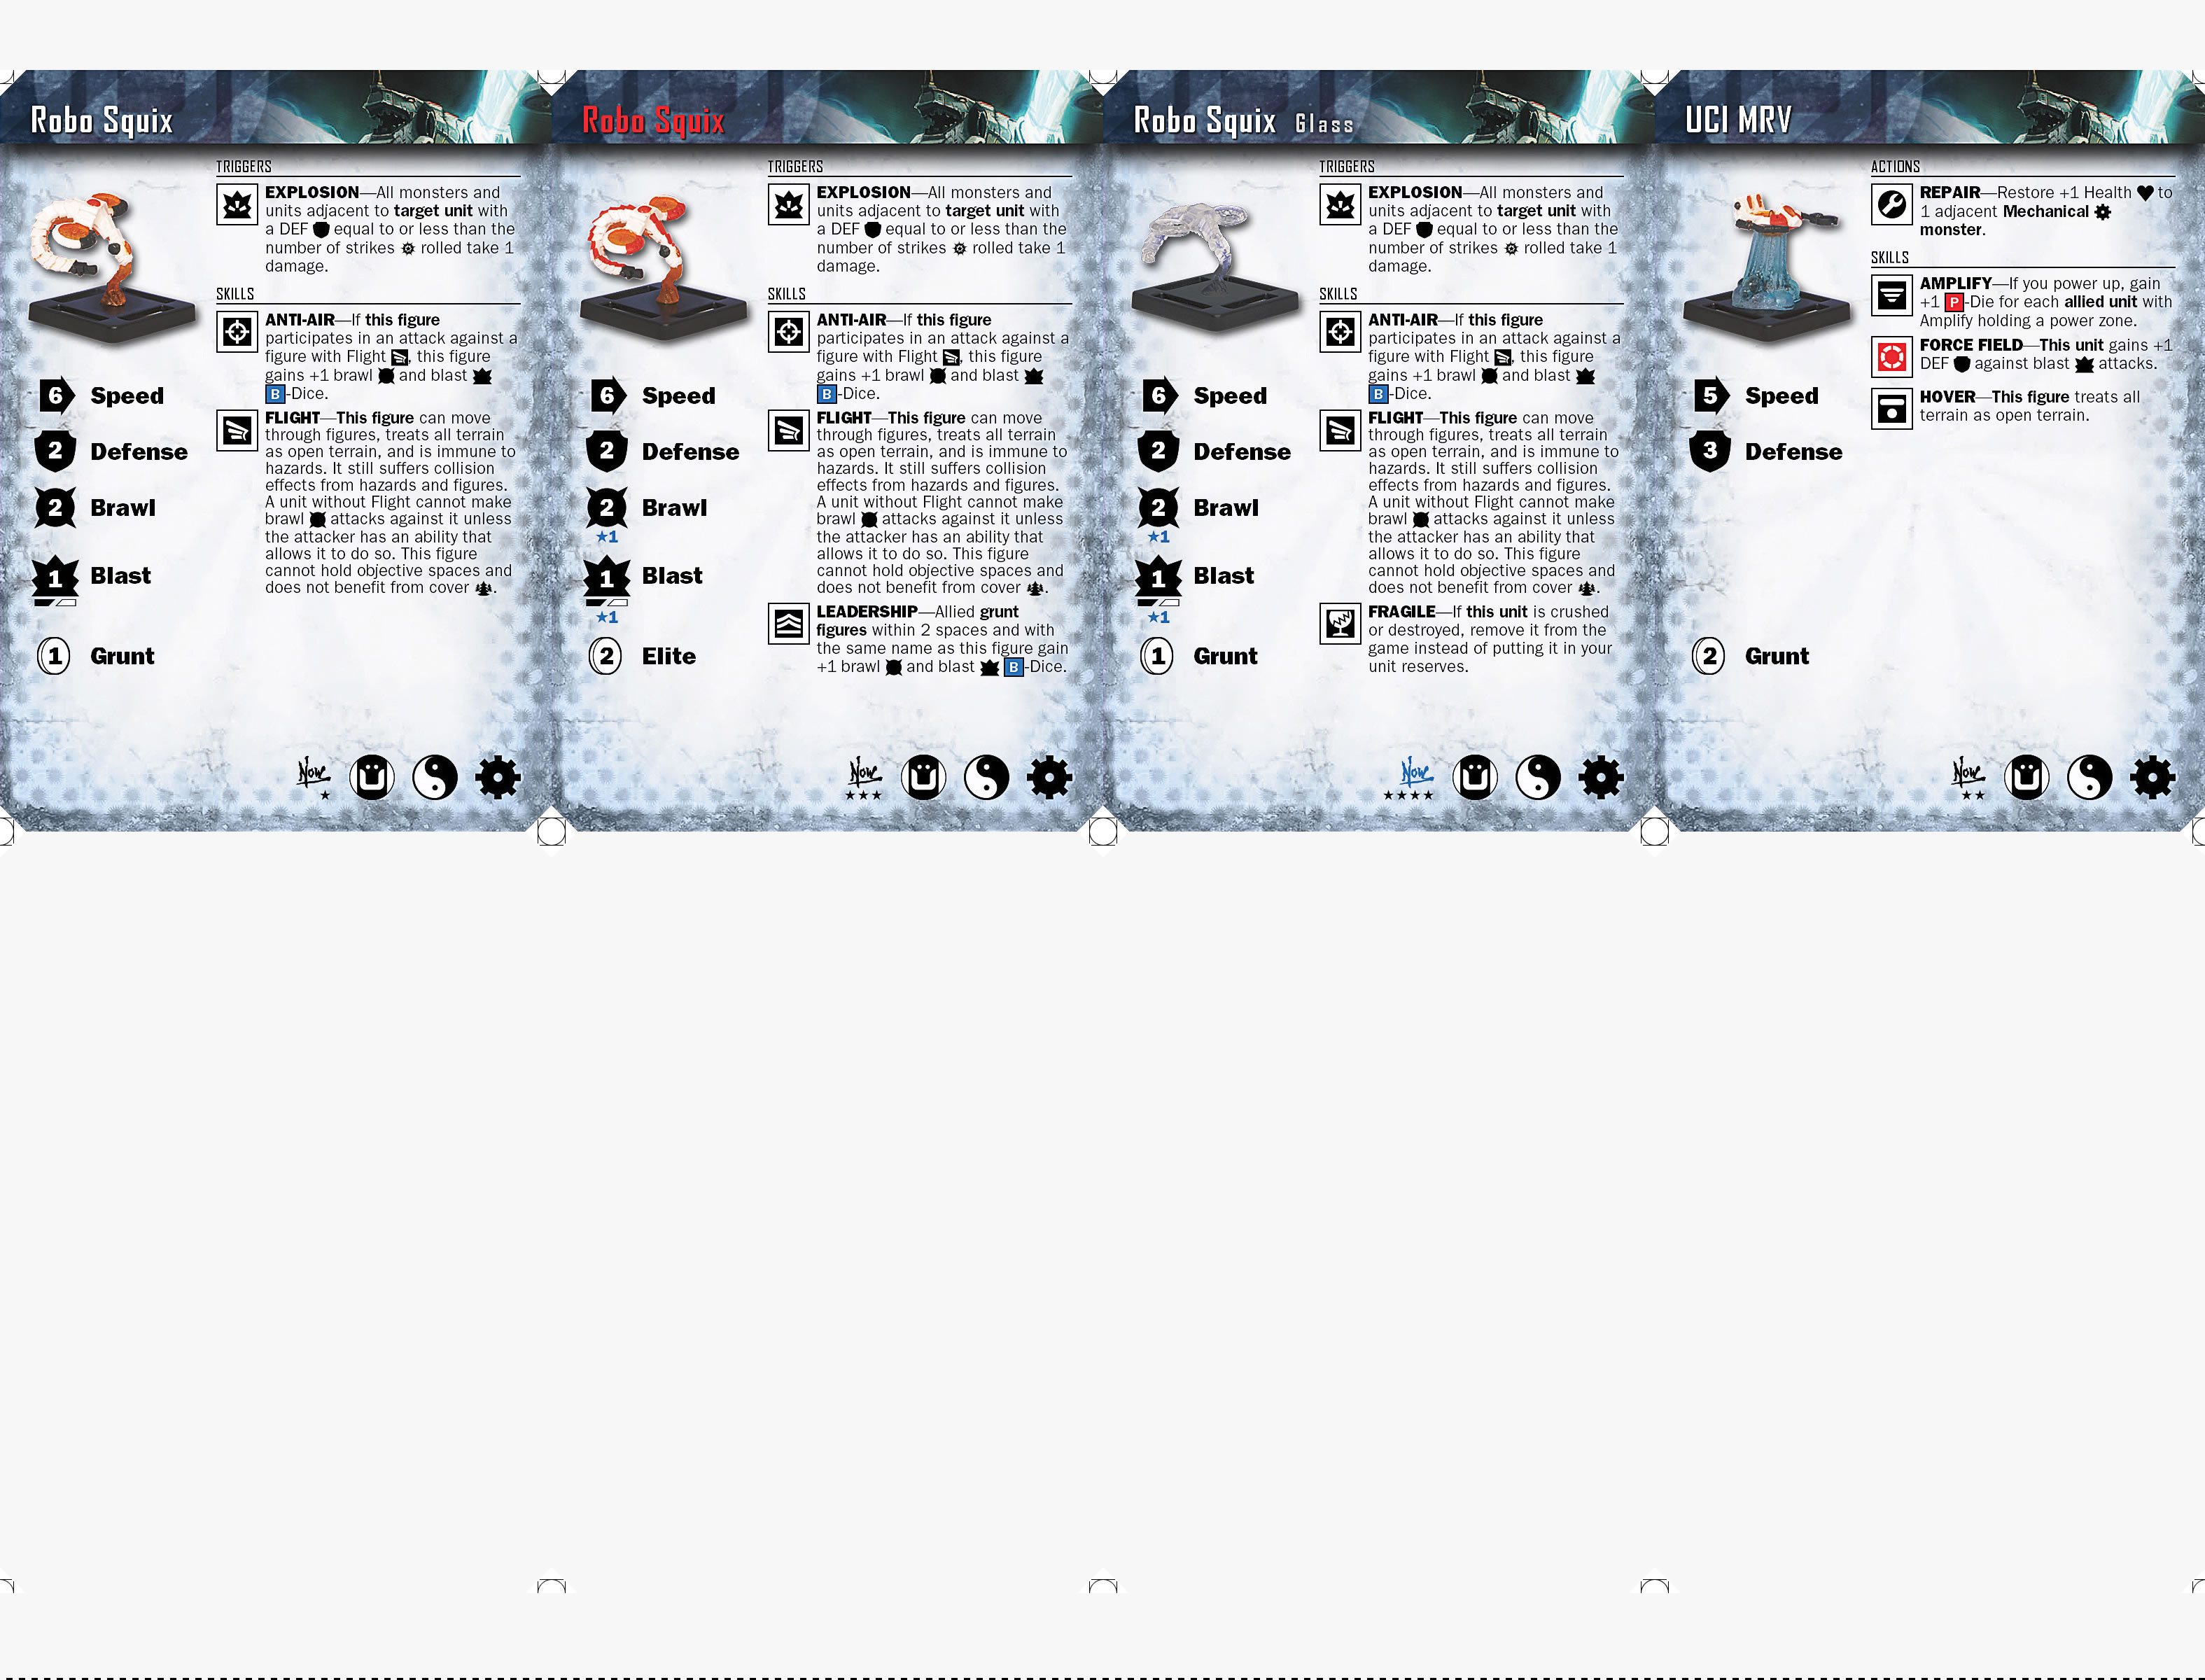 Robo Squix
TRIGGERS
EXPLOSION—All monsters and
units adjacent to target unit with
a DEF equal to or less than the
number of strikes rolled take 1
damage.
SKILLS
ANTI-AIR—If this figure
participates in an attack against a
figure with Flight , this figure
gains +1 brawl and blast
B-Dice.
FLIGHT—This figure can move
through figures, treats all terrain
as open terrain, and is immune to
hazards. It still suffers collision
effects from hazards and figures.
A unit without Flight cannot make
brawl attacks against it unless
the attacker has an ability that
allows it to do so. This figure
cannot hold objective spaces and
does not benefit from cover .
6 Speed
2 Defense
2 Brawl
1 Blast
1 Grunt
Now
★
Robo Squix
TRIGGERS
EXPLOSION—All monsters and
units adjacent to target unit with
a DEF equal to or less than the
number of strikes rolled take 1
damage.
SKILLS
ANTI-AIR—If this figure
participates in an attack against a
figure with Flight , this figure
gains +1 brawl and blast
B-Dice.
FLIGHT—This figure can move
through figures, treats all terrain
as open terrain, and is immune to
hazards. It still suffers collision
effects from hazards and figures.
A unit without Flight cannot make
brawl attacks against it unless
the attacker has an ability that
allows it to do so. This figure
cannot hold objective spaces and
does not benefit from cover .
LEADERSHIP—Allied grunt
figures within 2 spaces and with
the same name as this figure gain
+1 brawl and blast B-Dice.
6 Speed
2 Defense
2 Brawl
★1
1 Blast
★1
2 Elite
Now
★★★
Robo Squix Glass
TRIGGERS
EXPLOSION—All monsters and
units adjacent to target unit with
a DEF equal to or less than the
number of strikes rolled take 1
damage.
SKILLS
ANTI-AIR—If this figure
participates in an attack against a
figure with Flight , this figure
gains +1 brawl and blast
B-Dice.
FLIGHT—This figure can move
through figures, treats all terrain
as open terrain, and is immune to
hazards. It still suffers collision
effects from hazards and figures.
A unit without Flight cannot make
brawl attacks against it unless
the attacker has an ability that
allows it to do so. This figure
cannot hold objective spaces and
does not benefit from cover .
FRAGILE—If this unit is crushed
or destroyed, remove it from the
game instead of putting it in your
unit reserves.
6 Speed
2 Defense
2 Brawl
★1
1 Blast
★1
1 Grunt
Now
★★★★
UCI MRV
ACTIONS
REPAIR—Restore +1 Health to
1 adjacent Mechanical
monster.
SKILLS
AMPLIFY—If you power up, gain
+1 P-Die for each allied unit with
Amplify holding a power zone.
FORCE FIELD—This unit gains +1
DEF against blast attacks.
HOVER—This figure treats all
terrain as open terrain.
5 Speed
3 Defense
2 Grunt
Now
★★